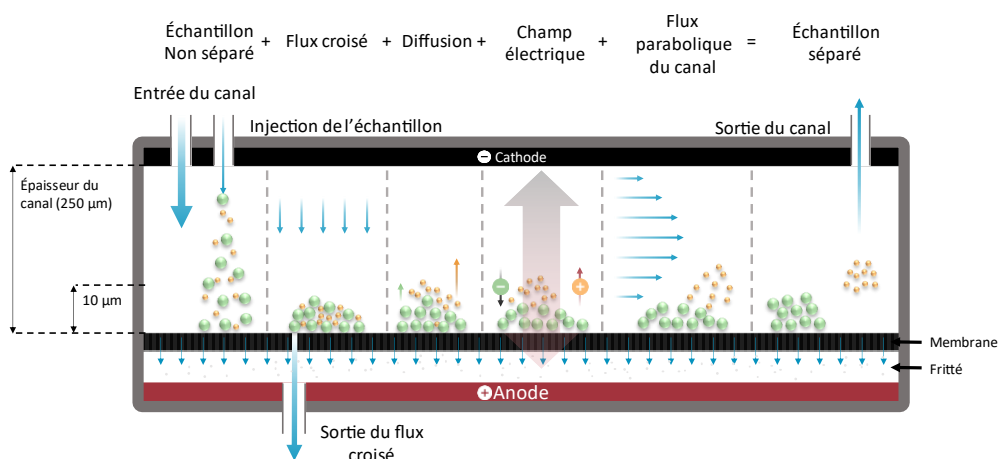 Échantillon
Non séparé + Flux croisé + Diffusion + Champ
électrique + Flux
parabolique
du canal = Échantillon
séparé
Entrée du canal
Injection de l'échantillon
Sortie du canal
− Cathode
Épaisseur du
canal (250 µm)
− +
10 µm
Membrane
Fritté
+ Anode
Sortie du flux
croisé